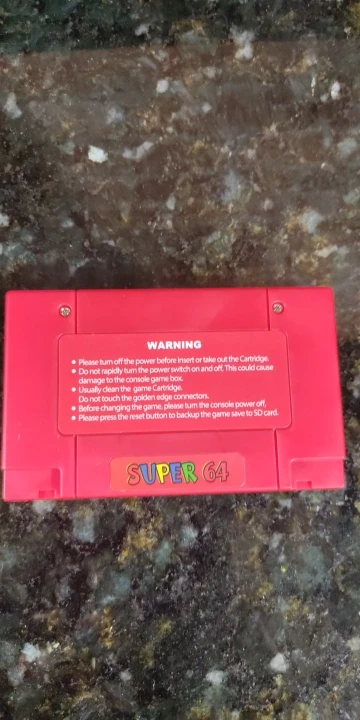 WARNING
• Please turn off the power before insert or take out the Cartridge.
• Do not rapidly turn the power switch on and off, This could cause
damage to the console game box.
• Usually clean the game Cartridge.
Do not touch the golden edge connectors.
• Before changing the game, please turn the console power off,
• Please press the reset button to backup the game save to SD card.
SUPER 64